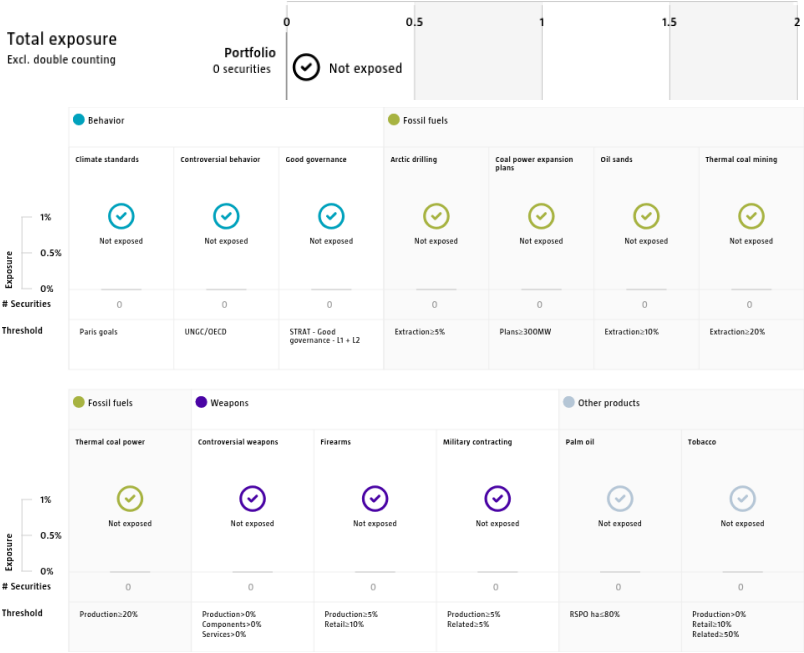 0 0.5 1 1.5 2
Total exposure
Excl. double counting
Portfolio
0 securities
Not exposed
Behavior
Fossil fuels
Climate standards
Controversial behavior
Good governance
Arctic drilling
Coal power expansion
plans
Oil sands
Thermal coal mining
Exposure
1%
0.5%
0%
Not exposed Not exposed Not exposed Not exposed Not exposed Not exposed Not exposed
# Securities 0 0 0 0 0 0 0
Threshold
Paris goals
UNGC/OECD
STRAT - Good
governance - L1 + L2
Extraction≥5%
Plans≥300MW
Extraction≥10%
Extraction≥20%
Fossil fuels
Weapons
Other products
Thermal coal power
Controversial weapons
Firearms
Military contracting
Palm oil
Tobacco
Exposure
1%
0.5%
0%
Not exposed Not exposed Not exposed Not exposed Not exposed Not exposed
# Securities 0 0 0 0 0 0
Threshold
Production≥20%
Production>0%
Components>0%
Services>0%
Production≥5%
Retail≥10%
Production≥5%
Related≥5%
RSPO ha≤80%
Production>0%
Retail≥10%
Related≥50%